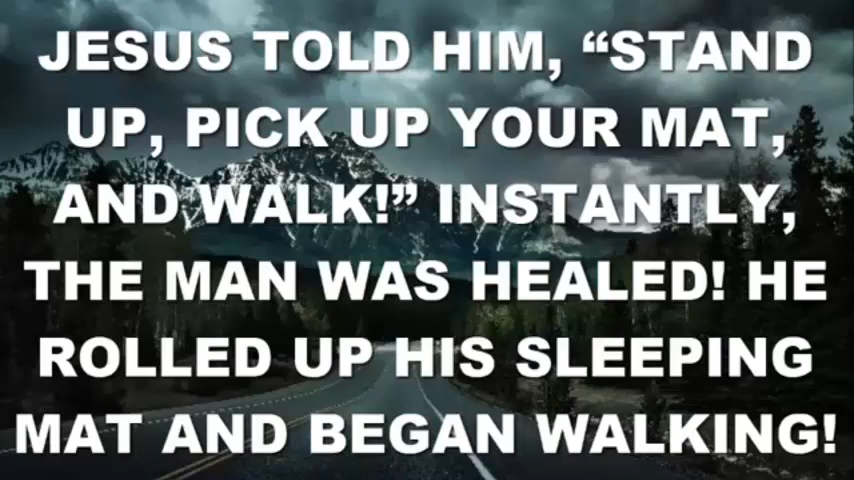 JESUS TOLD HIM, “STAND
UP, PICK UP YOUR MAT,
AND WALK!” INSTANTLY,
THE MAN WAS HEALED! HE
ROLLED UP HIS SLEEPING
MAT AND BEGAN WALKING!